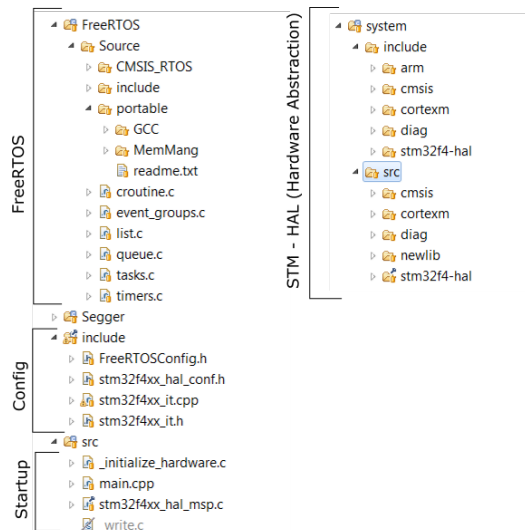 FreeRTOS
FreeRTOS
Source
CMSIS_RTOS
include
portable
GCC
MemMang
readme.txt
croutine.c
event_groups.c
list.c
queue.c
tasks.c
timers.c
Segger
Config
include
FreeRTOSConfig.h
stm32f4xx_hal_conf.h
stm32f4xx_it.cpp
stm32f4xx_it.h
Startup
src
_initialize_hardware.c
main.cpp
stm32f4xx_hal_msp.c
_write.c
STM - HAL (Hardware Abstraction)
system
include
arm
cmsis
cortexm
diag
stm32f4-hal
src
cmsis
cortexm
diag
newlib
stm32f4-hal